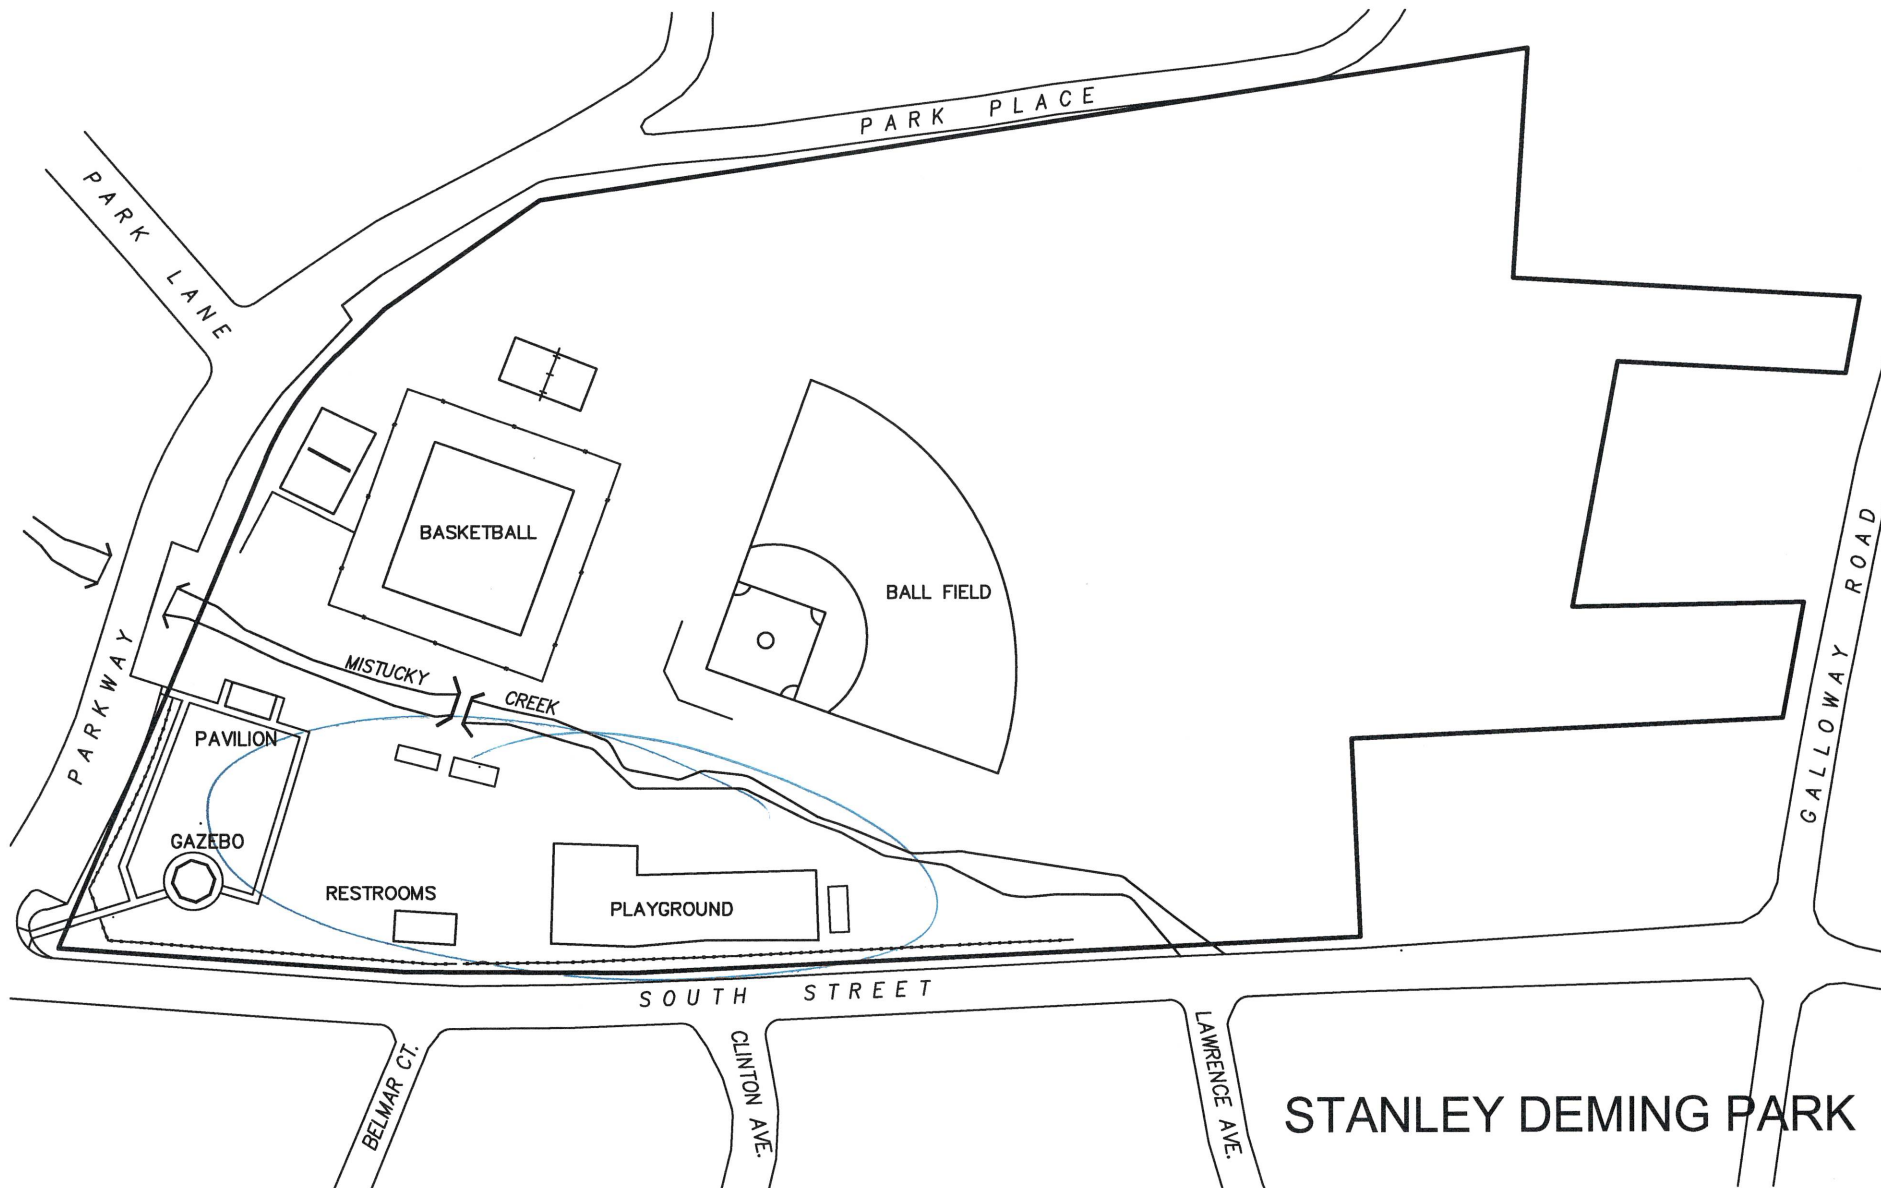 PARK PLACE
PARK LANE
BASKETBALL
BALL FIELD
GALLOWAY ROAD
PARKWAY
MISTUCKY
CREEK
PAVILION
GAZEBO
RESTROOMS
PLAYGROUND
SOUTH STREET
BELMAR CT.
CLINTON AVE.
LAWRENCE AVE.
STANLEY DEMING PARK